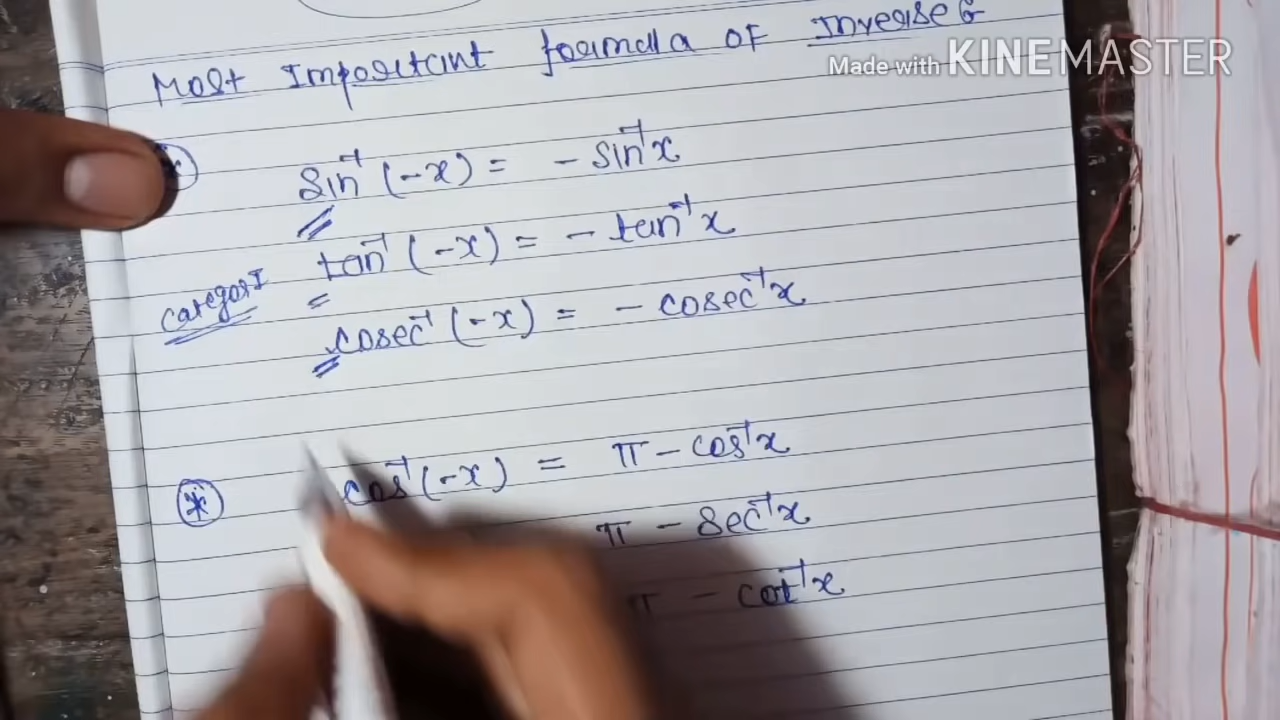 Most Important formula OF Inverse
Made with KINEMASTER
sin⁻¹(-x) = - sin⁻¹x
tan⁻¹(-x) = - tan⁻¹x
categori
cosec⁻¹(-x) = - cosec⁻¹x
* cos⁻¹(-x) = π - cos⁻¹x
π - sec⁻¹x
π - cot⁻¹x